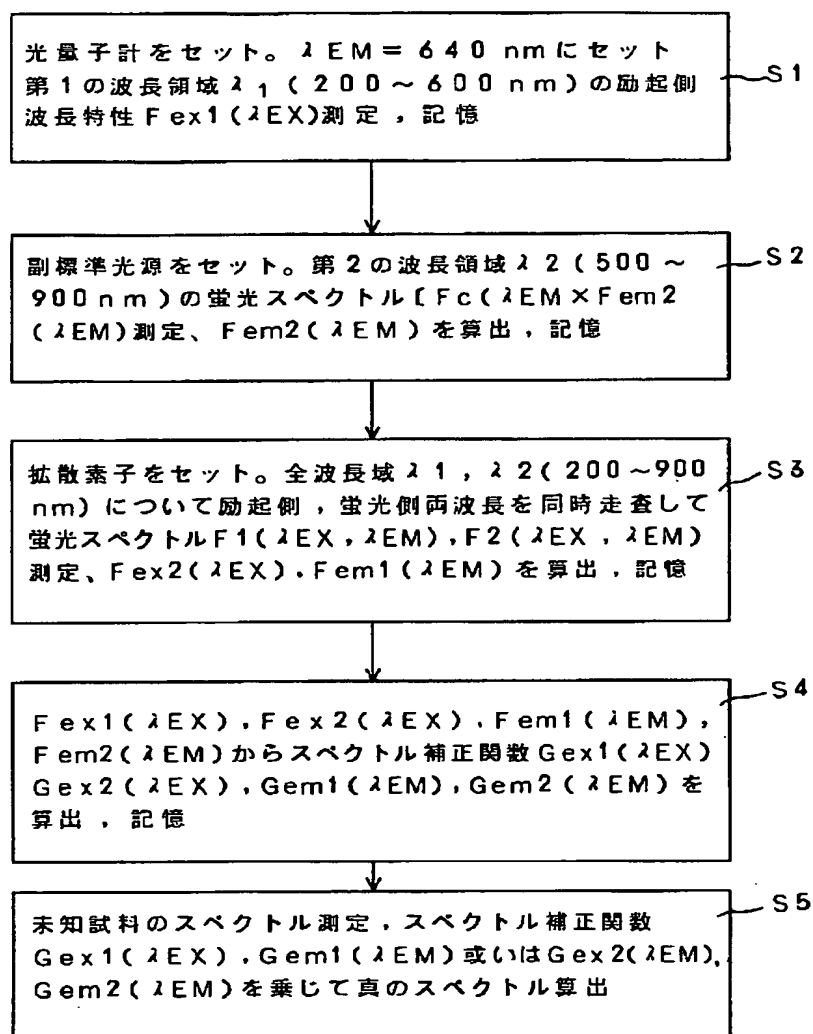 光量子計をセット。λEM=640nmにセット
第1の波長領域λ1(200~600nm)の励起側
波長特性Fex1(λEX)測定,記憶
S1
副標準光源をセット。第2の波長領域λ2(500~
900nm)の蛍光スペクトル〔Fc(λEM×Fem2
(λEM)測定、Fem2(λEM)を算出,記憶
S2
拡散素子をセット。全波長域λ1,λ2(200~900
nm)について励起側,蛍光側両波長を同時走査して
蛍光スペクトルF1(λEX,λEM),F2(λEX,λEM)
測定、Fex2(λEX),Fem1(λEM)を算出,記憶
S3
Fex1(λEX),Fex2(λEX),Fem1(λEM),
Fem2(λEM)からスペクトル補正関数Gex1(λEX)
Gex2(λEX),Gem1(λEM),Gem2(λEM)を
算出,記憶
S4
未知試料のスペクトル測定,スペクトル補正関数
Gex1(λEX),Gem1(λEM)或いはGex2(λEM),
Gem2(λEM)を乗じて真のスペクトル算出
S5